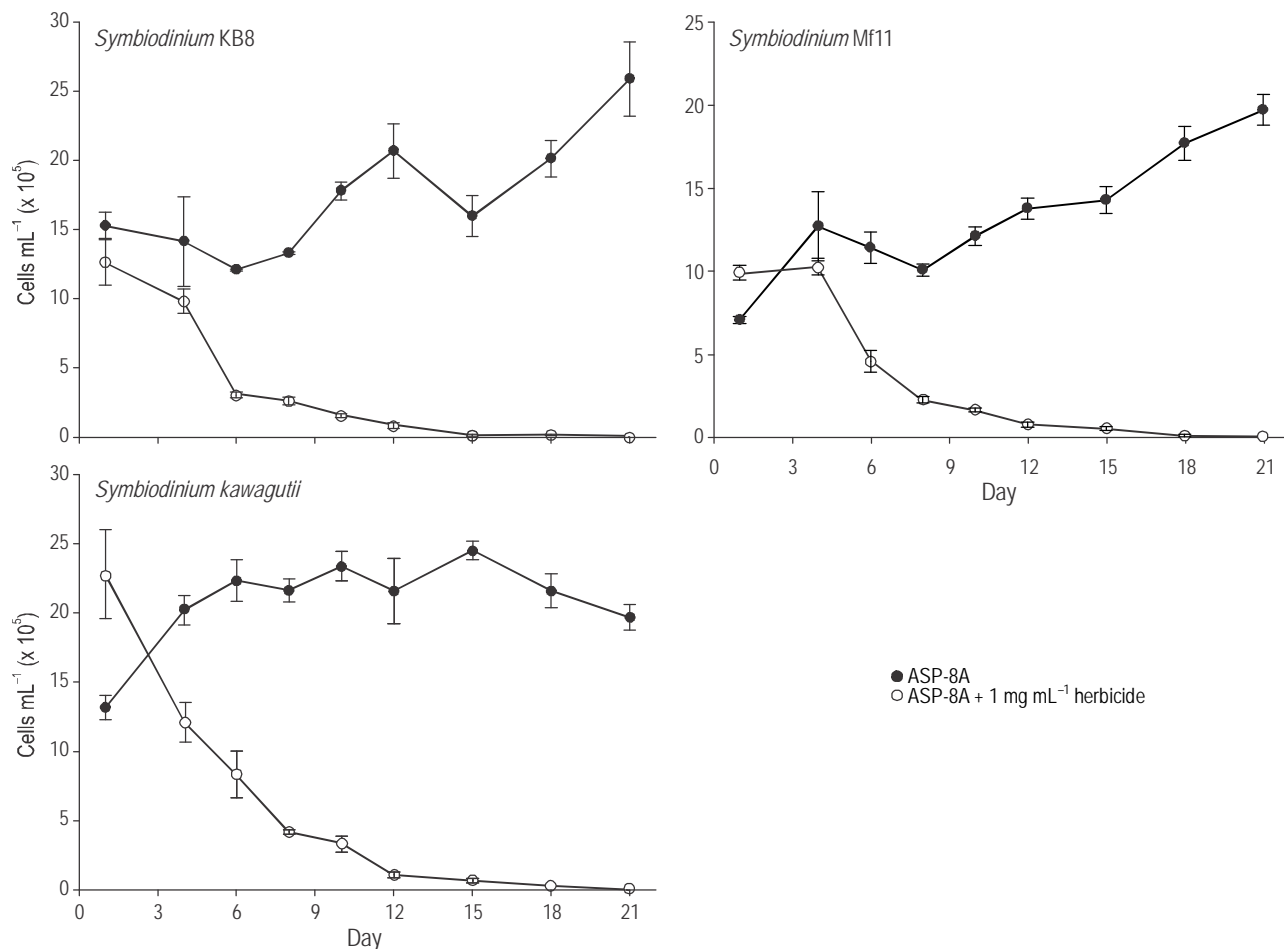 Symbiodinium KB8
30
25
20
15
10
5
0
Cells mL⁻¹ (x 10⁵)
Symbiodinium Mf11
25
20
15
10
5
0
0 3 6 9 12 15 18 21
Day
Symbiodinium kawagutii
30
25
20
15
10
5
0
Cells mL⁻¹ (x 10⁵)
0 3 6 9 12 15 18 21
Day
ASP-8A
ASP-8A + 1 mg mL⁻¹ herbicide